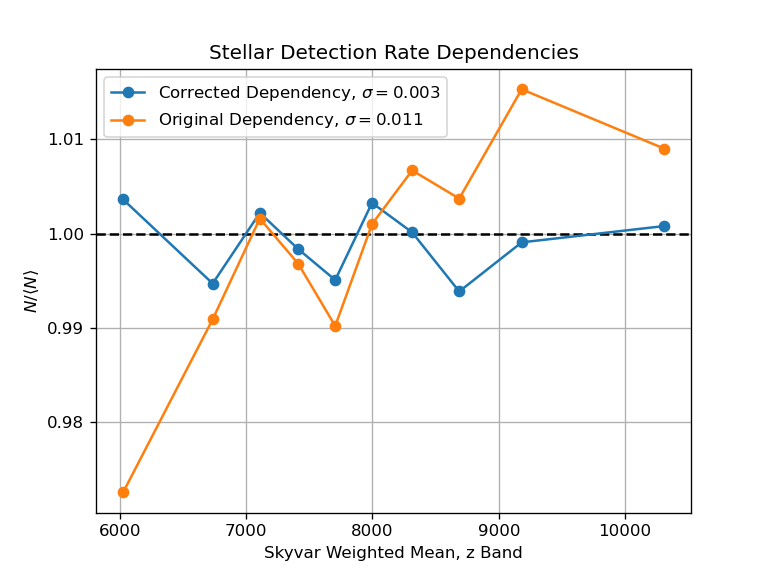 Stellar Detection Rate Dependencies
Corrected Dependency, σ = 0.003
Original Dependency, σ = 0.011
1.01
1.00
0.99
0.98
N/⟨N⟩
6000 7000 8000 9000 10000
Skyvar Weighted Mean, z Band